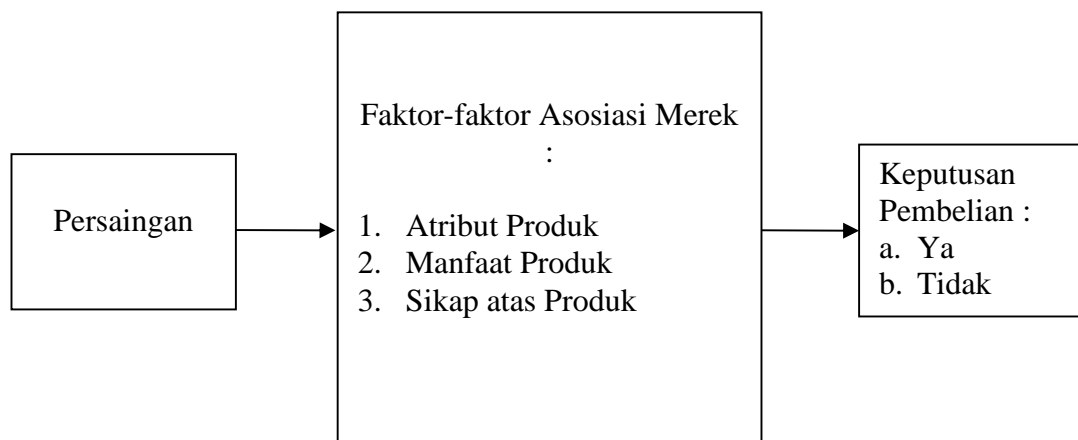 Persaingan
Faktor-faktor Asosiasi Merek
:
1. Atribut Produk
2. Manfaat Produk
3. Sikap atas Produk
Keputusan
Pembelian :
a. Ya
b. Tidak